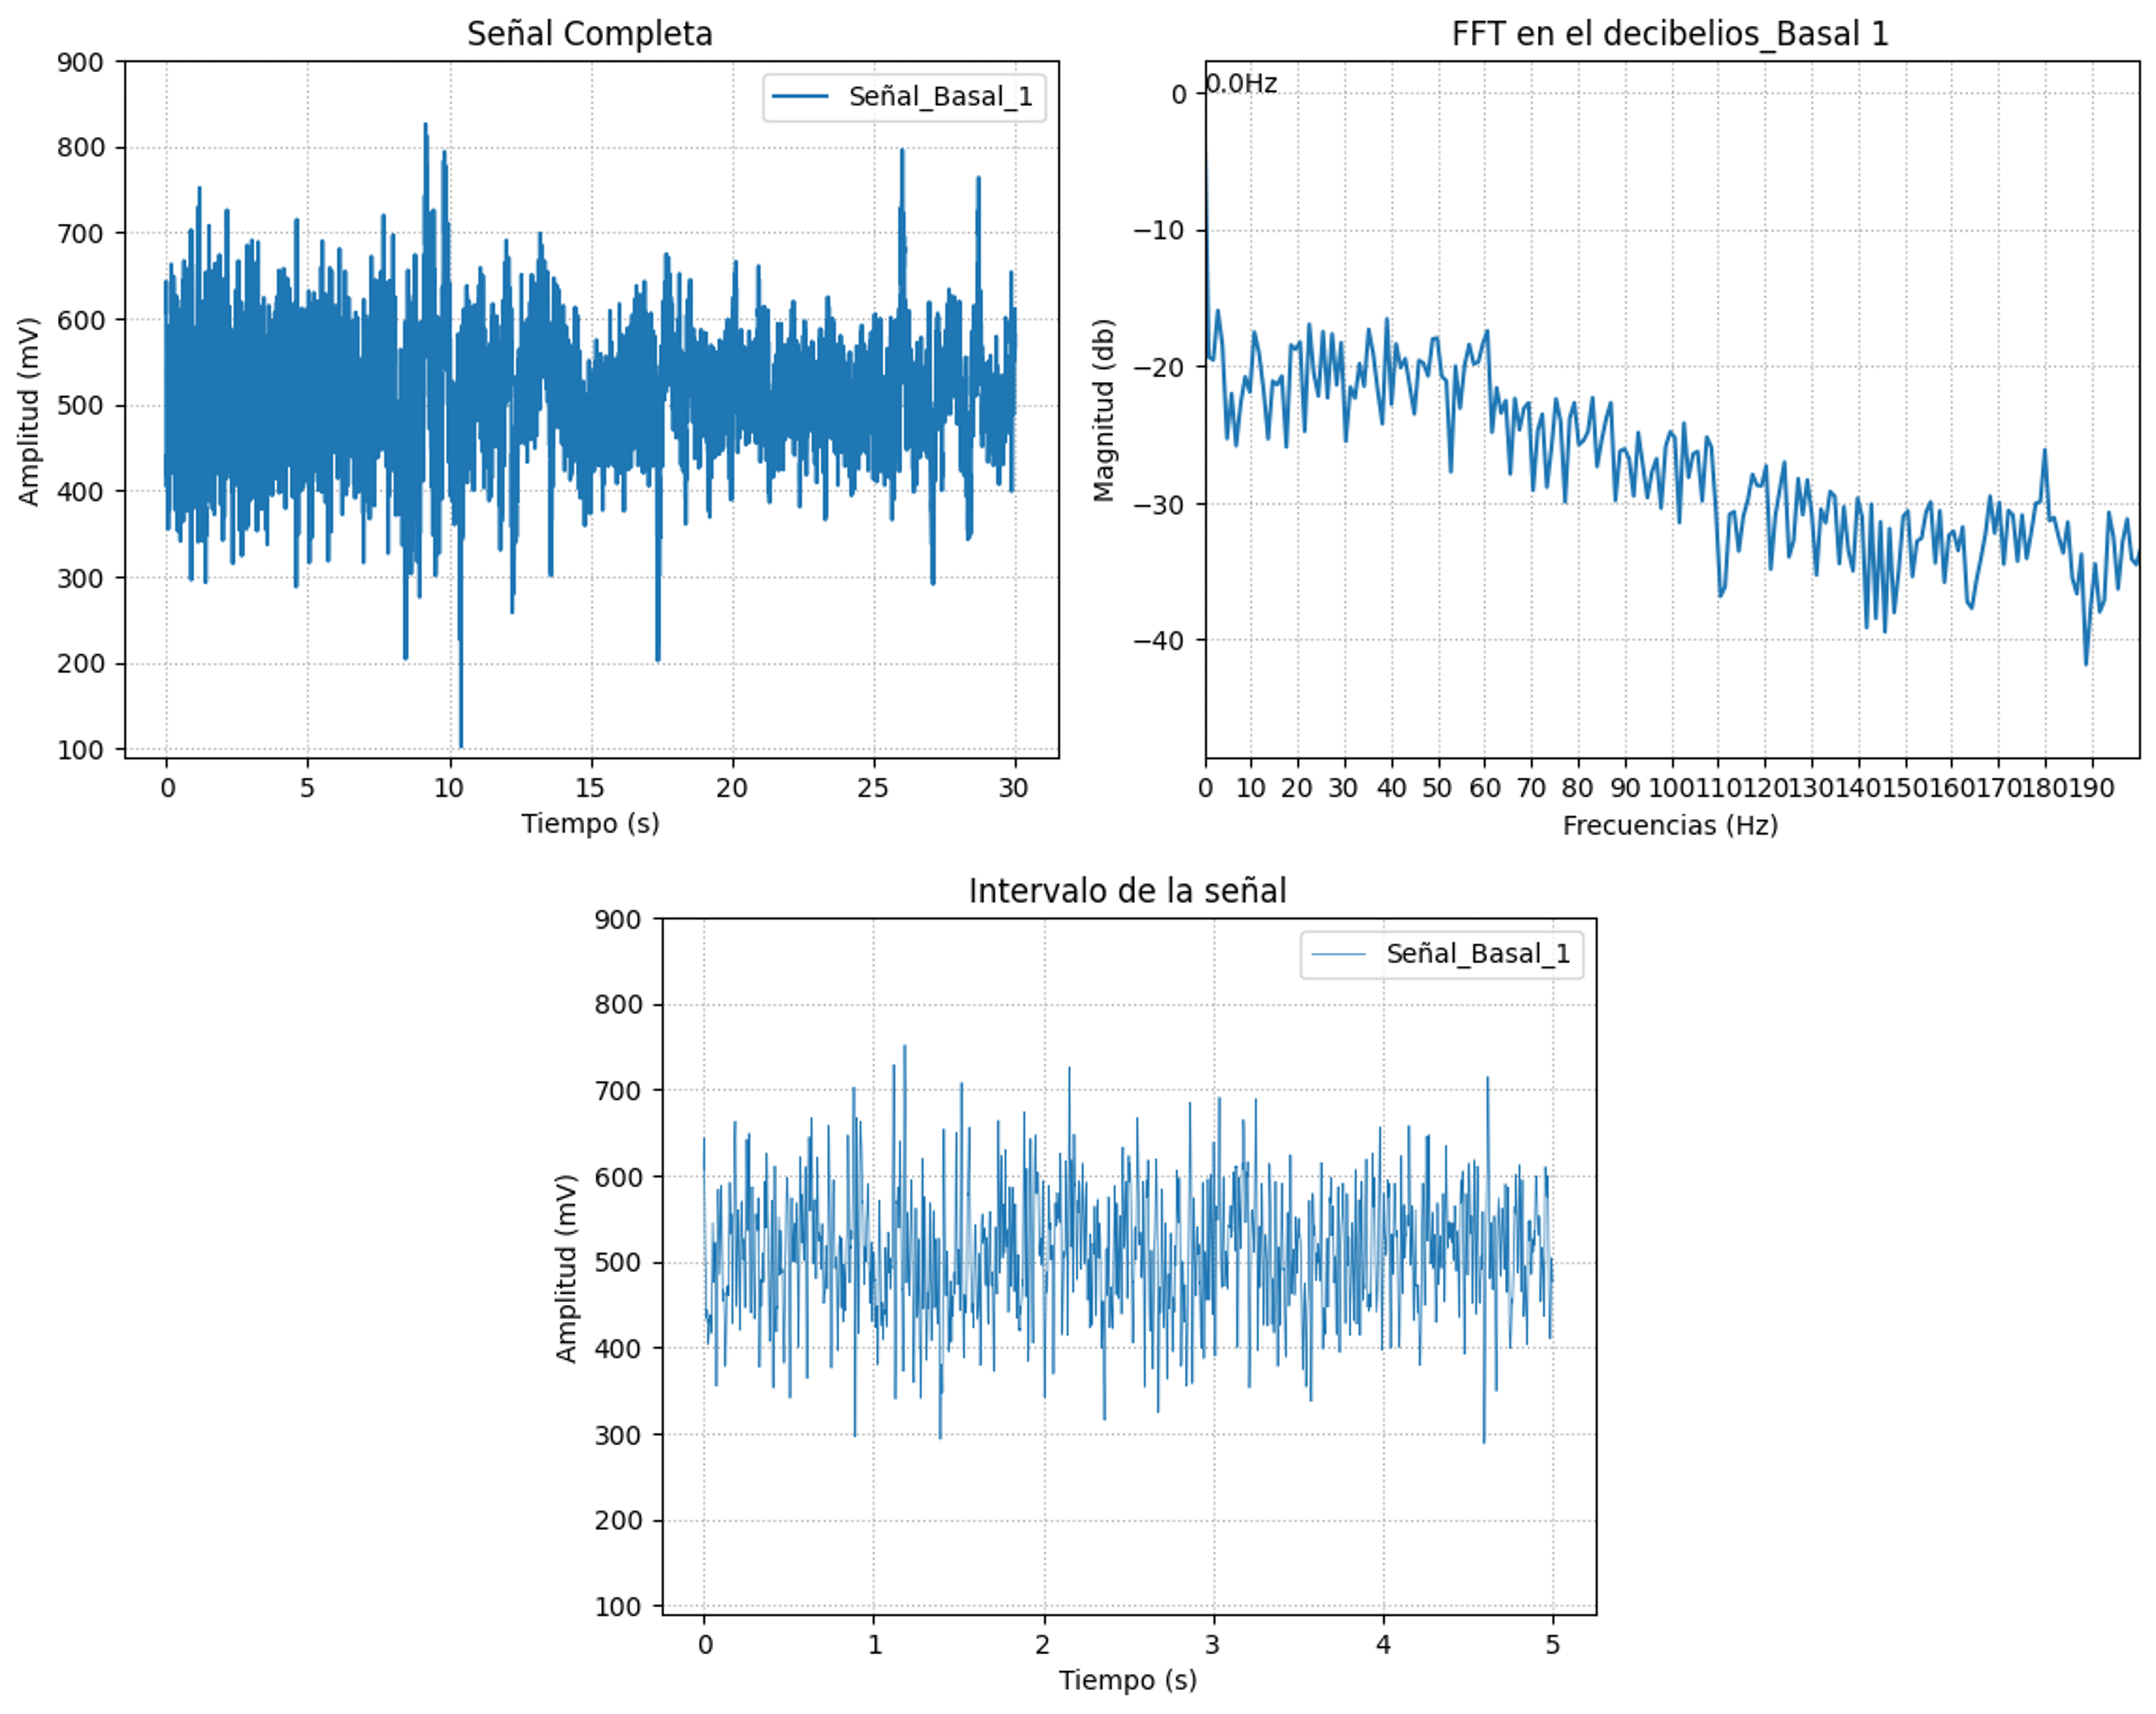 Señal Completa
900
800
700
600
500
400
300
200
100
Amplitud (mV)
Señal_Basal_1
0 5 10 15 20 25 30
Tiempo (s)
FFT en el decibelios_Basal 1
0.0Hz
0
−10
−20
−30
−40
Magnitud (db)
0 10 20 30 40 50 60 70 80 90 100110120130140150160170180190
Frecuencias (Hz)
Intervalo de la señal
900
800
700
600
500
400
300
200
100
Amplitud (mV)
Señal_Basal_1
0 1 2 3 4 5
Tiempo (s)